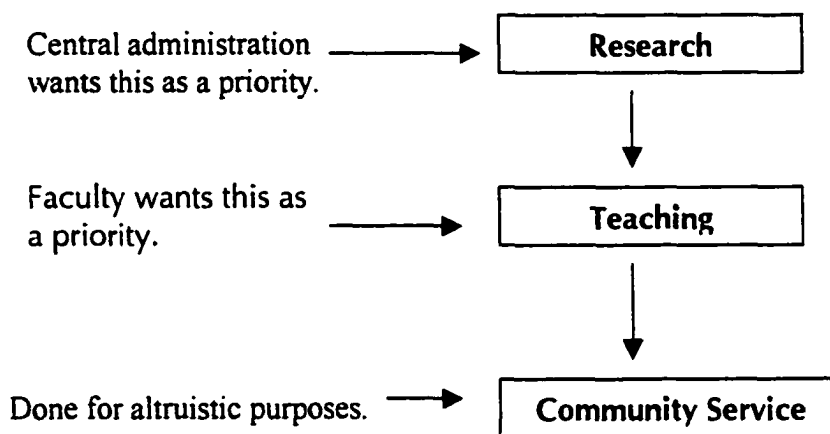 Central administration
wants this as a priority.
Research
Faculty wants this as
a priority.
Teaching
Done for altruistic purposes.
Community Service